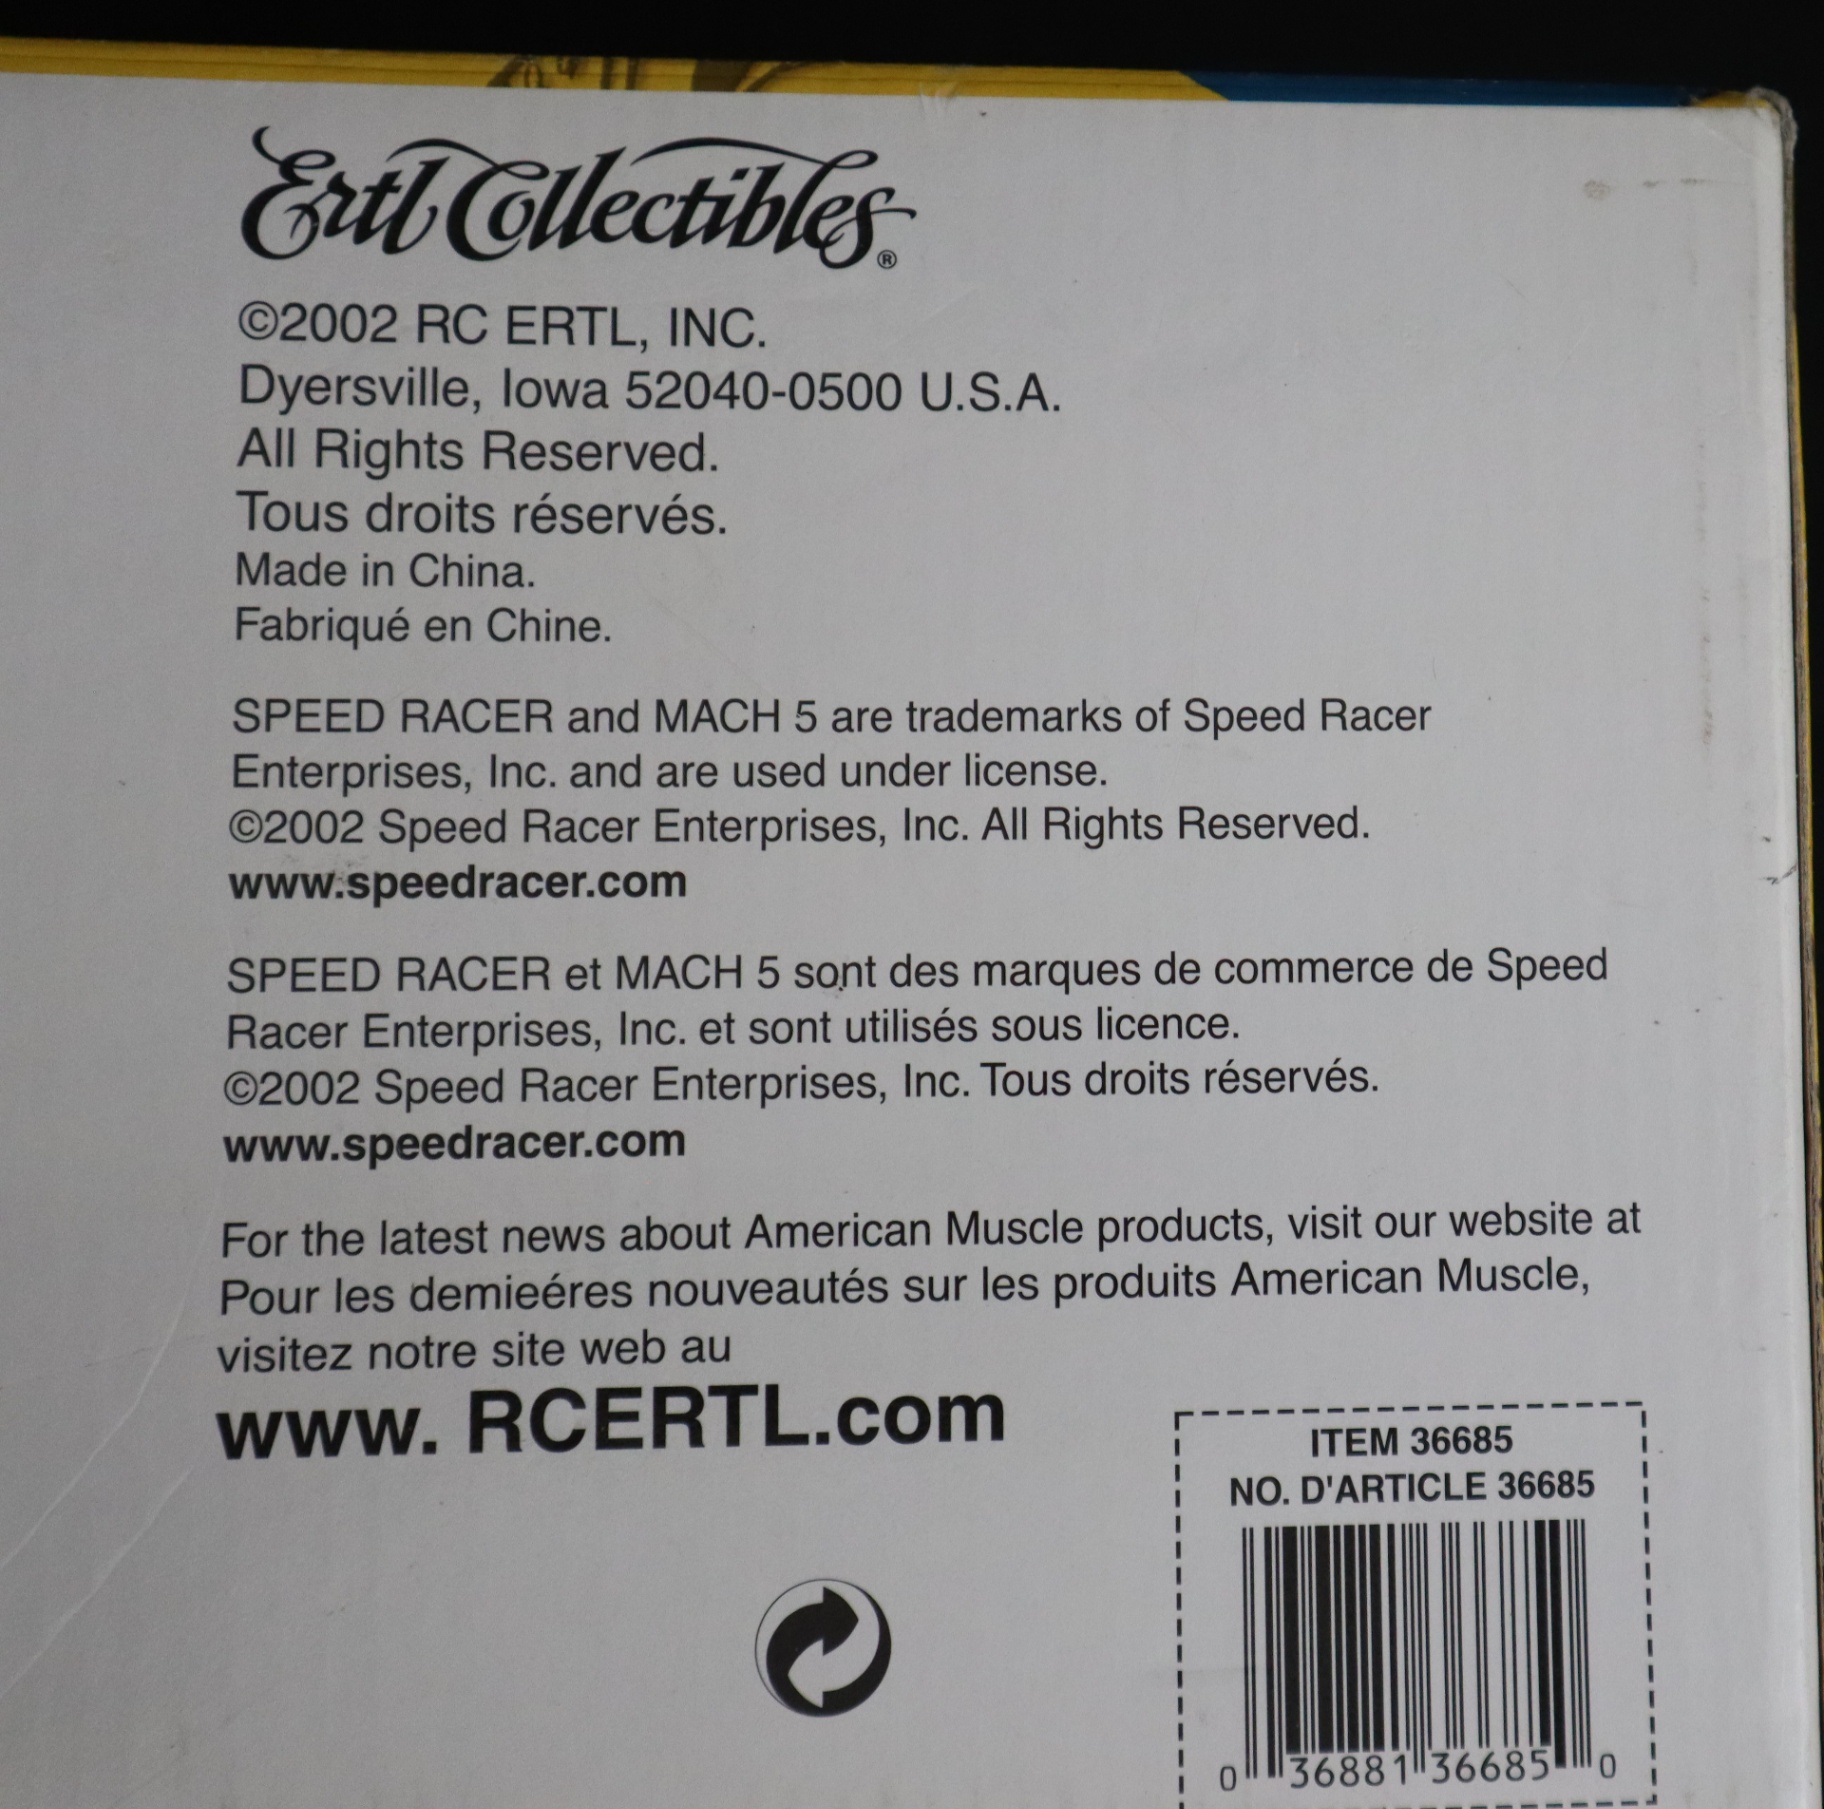 Ertl Collectibles®
©2002 RC ERTL, INC.
Dyersville, Iowa 52040-0500 U.S.A.
All Rights Reserved.
Tous droits réservés.
Made in China.
Fabriqué en Chine.
SPEED RACER and MACH 5 are trademarks of Speed Racer
Enterprises, Inc. and are used under license.
©2002 Speed Racer Enterprises, Inc. All Rights Reserved.
www.speedracer.com
SPEED RACER et MACH 5 sont des marques de commerce de Speed
Racer Enterprises, Inc. et sont utilisés sous licence.
©2002 Speed Racer Enterprises, Inc. Tous droits réservés.
www.speedracer.com
For the latest news about American Muscle products, visit our website at
Pour les demieéres nouveautés sur les produits American Muscle,
visitez notre site web au
www. RCERTL.com
ITEM 36685
NO. D'ARTICLE 36685
0 36881 36685 0